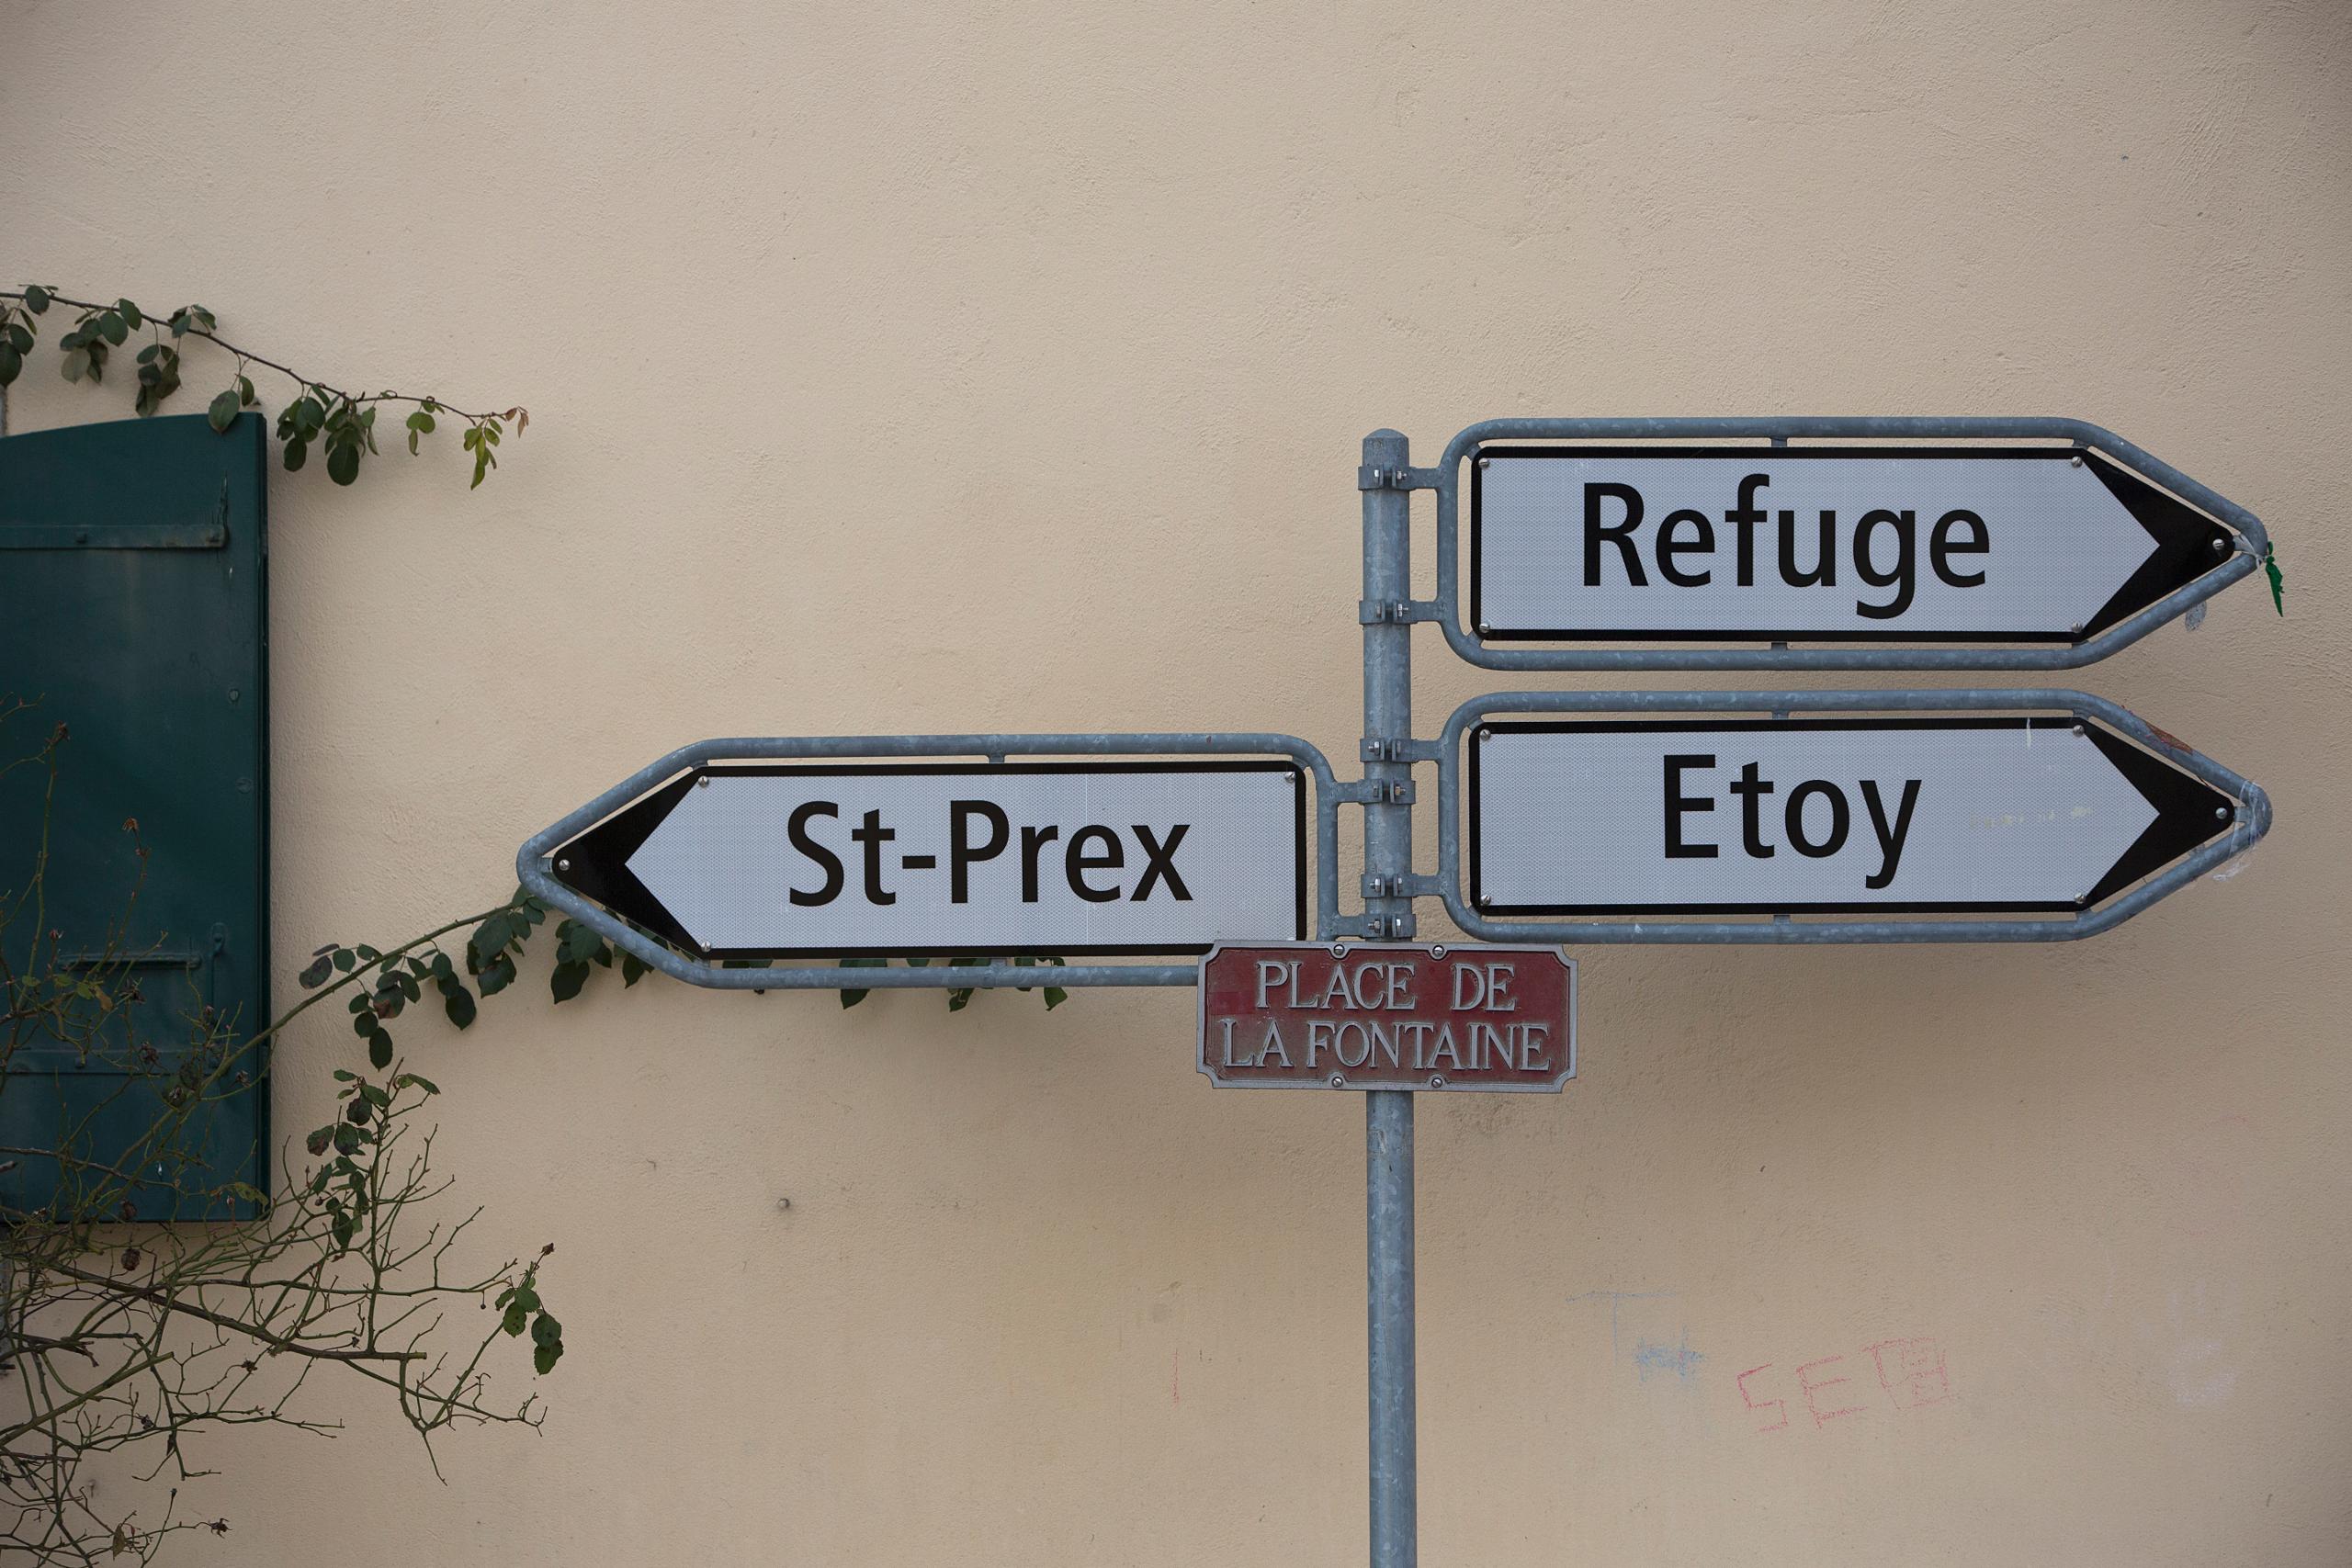 Refuge
Etoy
St-Prex
PLACE DE
LA FONTAINE